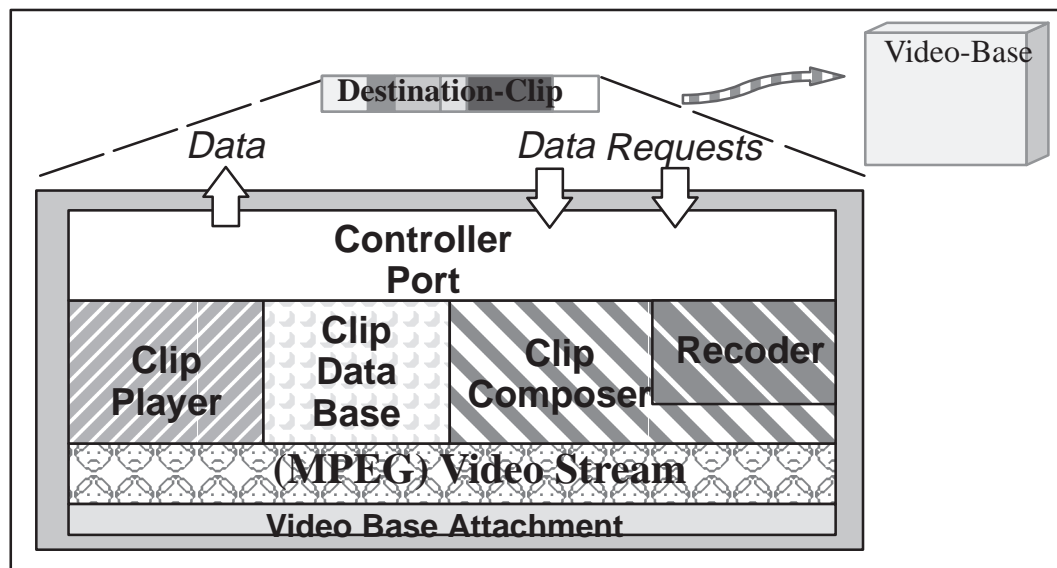 Video-Base
Destination-Clip
Data
Data Requests
Controller
Port
Clip
Player
Clip
Data
Base
Clip
Composer
Recoder
(MPEG) Video Stream
Video Base Attachment